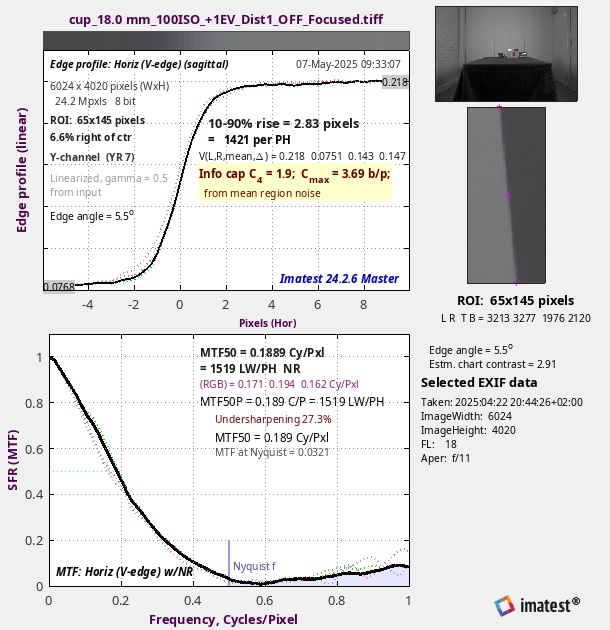 cup_18.0 mm_100ISO_+1EV_Dist1_OFF_Focused.tiff
Edge profile: Horiz (V-edge) (sagittal)
07-May-2025 09:33:07
6024 x 4020 pixels (WxH)
24.2 Mpxls 8 bit
0.218
ROI: 65x145 pixels
6.6% right of ctr
10-90% rise = 2.83 pixels
= 1421 per PH
Y-channel (YR 7)
V(L,R,mean,Δ) = 0.218 0.0751 0.143 0.147
Linearized, gamma = 0.5
from input
Info cap C4 = 1.9; Cmax = 3.69 b/p;
from mean region noise
Edge angle = 5.5o
Imatest 24.2.6 Master
0.0768
Edge profile (linear)
-4 -2 0 2 4 6 8
Pixels (Hor)
ROI: 65x145 pixels
L R T B = 3213 3277 1976 2120
Edge angle = 5.5o
Estm. chart contrast = 2.91
Selected EXIF data
Taken: 2025:04:22 20:44:26+02:00
ImageWidth: 6024
ImageHeight: 4020
FL: 18
Aper: f/11
MTF50 = 0.1889 Cy/Pxl
= 1519 LW/PH NR
(RGB) = 0.171 0.194 0.162 Cy/Pxl
MTF50P = 0.189 C/P = 1519 LW/PH
Undersharpening 27.3%
MTF50 = 0.189 Cy/Pxl
MTF at Nyquist = 0.0321
1
0.8
0.6
0.4
0.2
0
SFR (MTF)
Nyquist f
MTF: Horiz (V-edge) w/NR
0 0.2 0.4 0.6 0.8 1
Frequency, Cycles/Pixel
imatest®